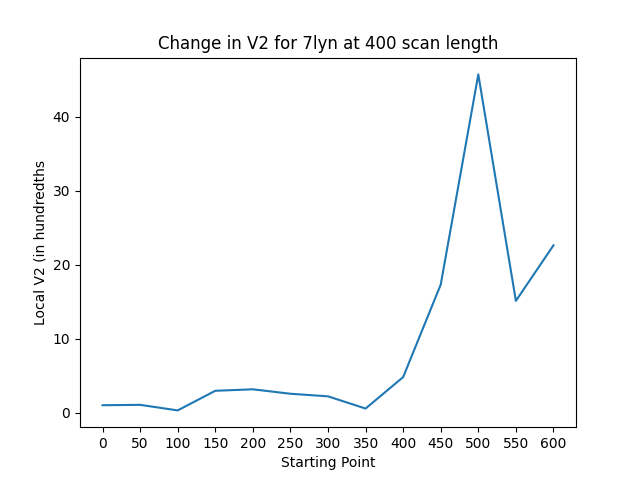 Change in V2 for 7lyn at 400 scan length
Local V2 (in hundredths
40
30
20
10
0
0 50 100 150 200 250 300 350 400 450 500 550 600
Starting Point